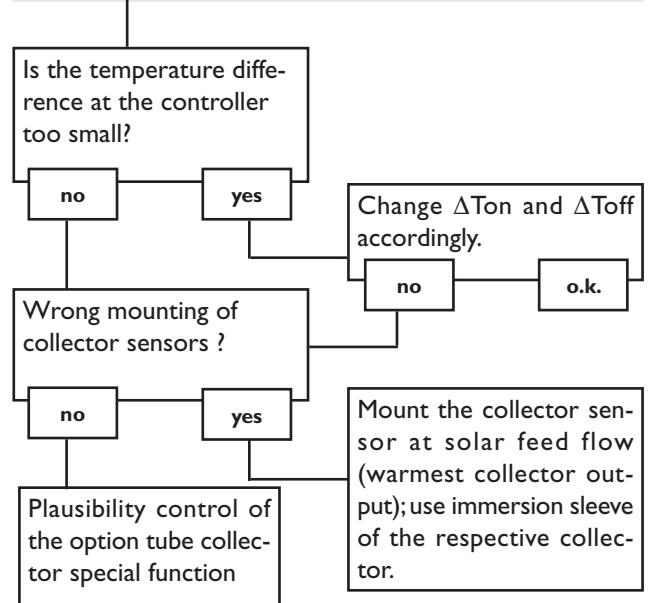 Is the temperature diffe-
rence at the controller
too small?
no
yes
Change ΔTon and ΔToff
accordingly.
no
o.k.
Wrong mounting of
collector sensors ?
no
yes
Mount the collector sen-
sor at solar feed flow
(warmest collector out-
put); use immersion sleeve
of the respective collec-
tor.
Plausibility control of
the option tube collec-
tor special function